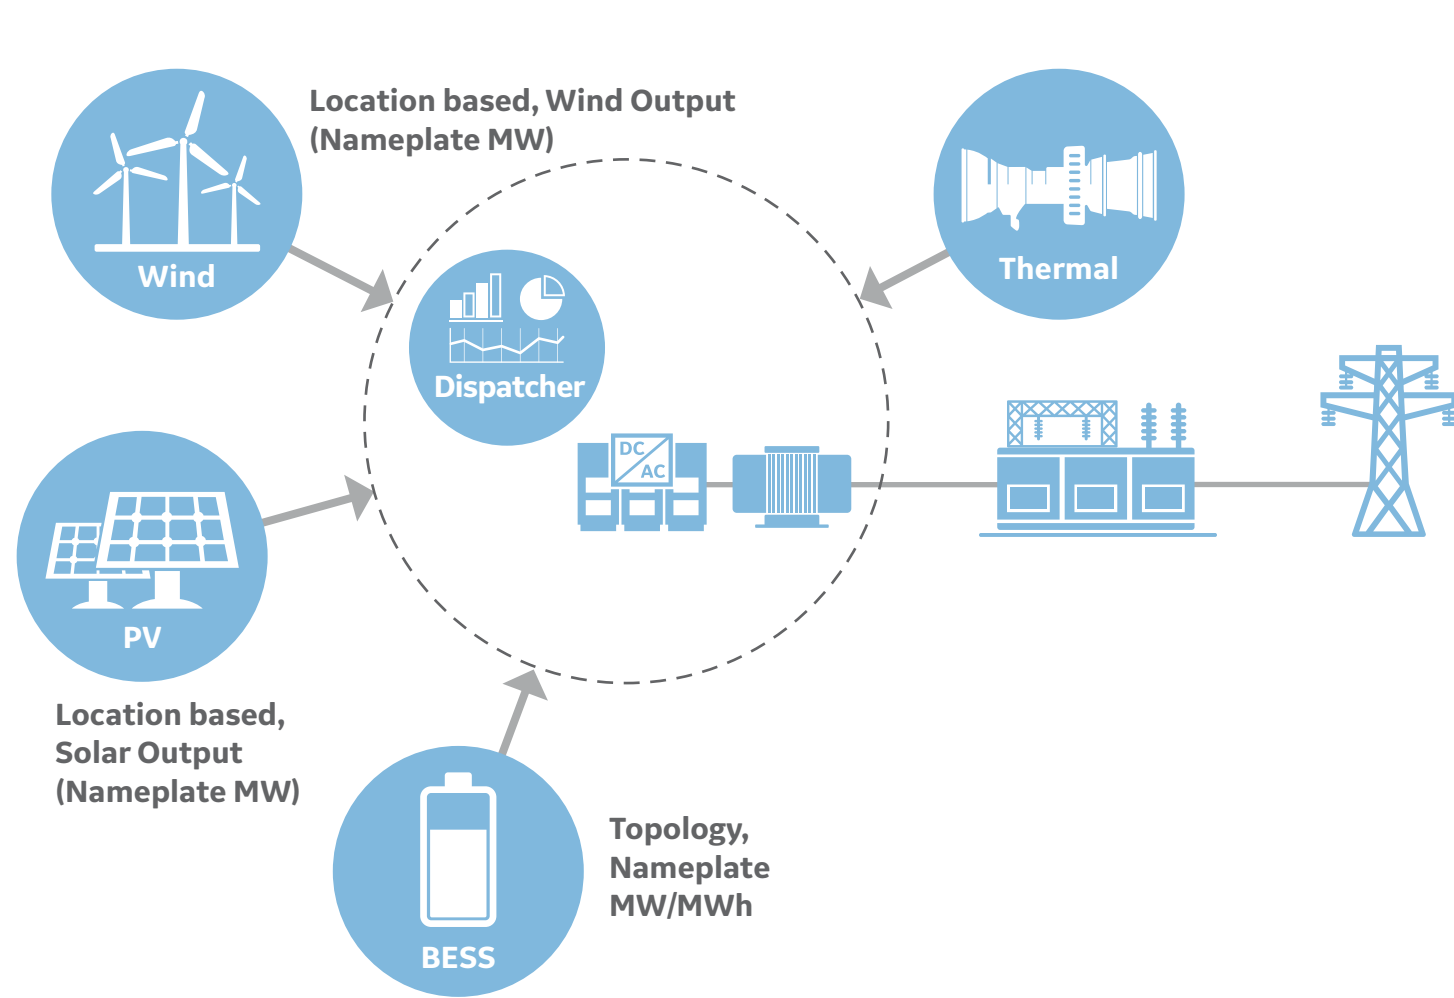 Location based, Wind Output
(Nameplate MW)
Wind
Thermal
Dispatcher
DC
AC
PV
Location based,
Solar Output
(Nameplate MW)
Topology,
Nameplate
MW/MWh
BESS